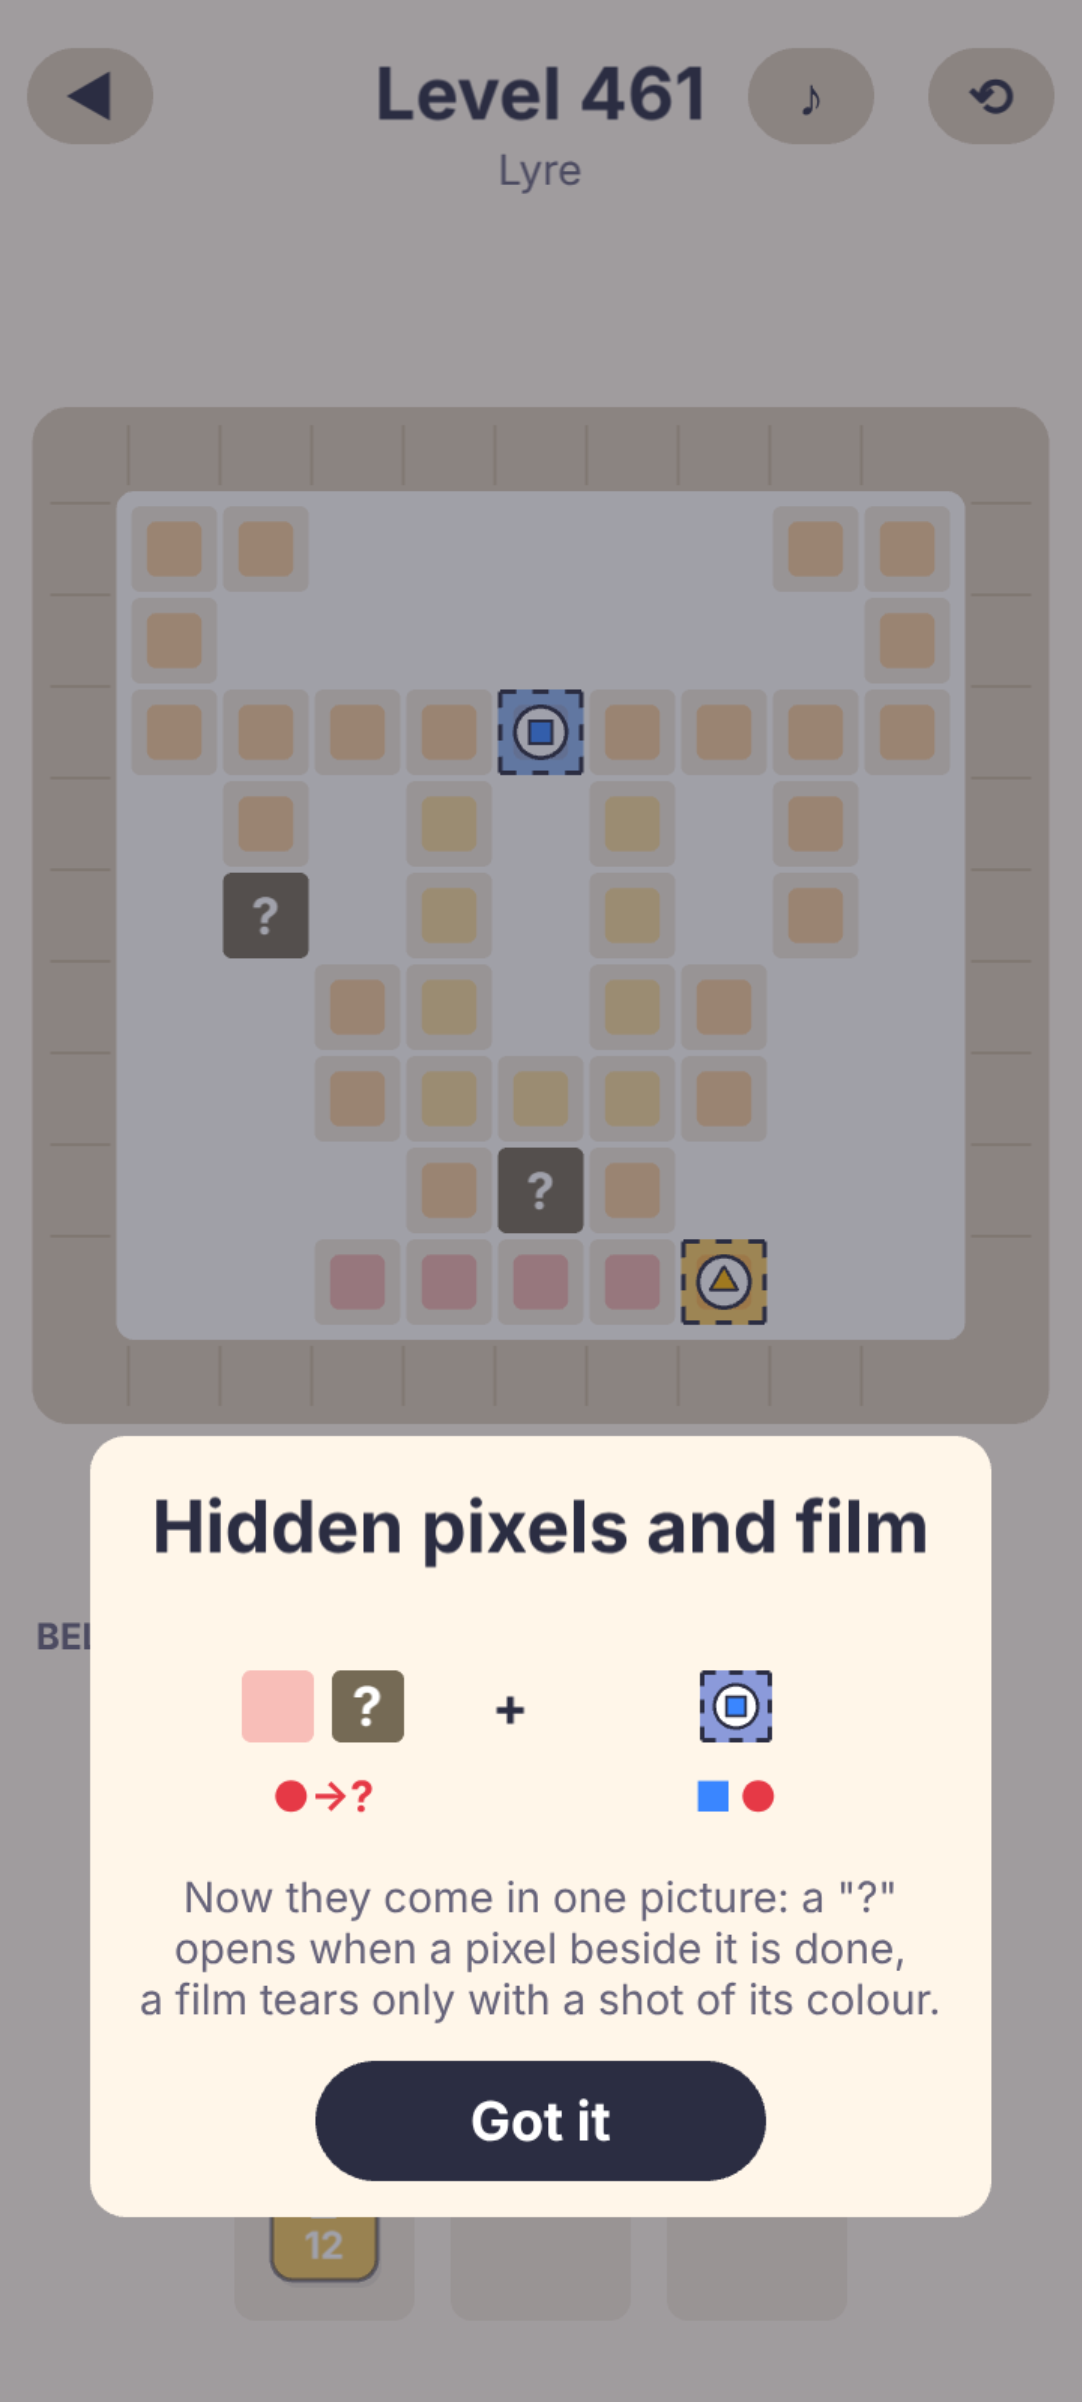 Level 461
Lyre
?
?
Hidden pixels and film
BEL
?
+
→?
Now they come in one picture: a "?"
opens when a pixel beside it is done,
a film tears only with a shot of its colour.
Got it
12